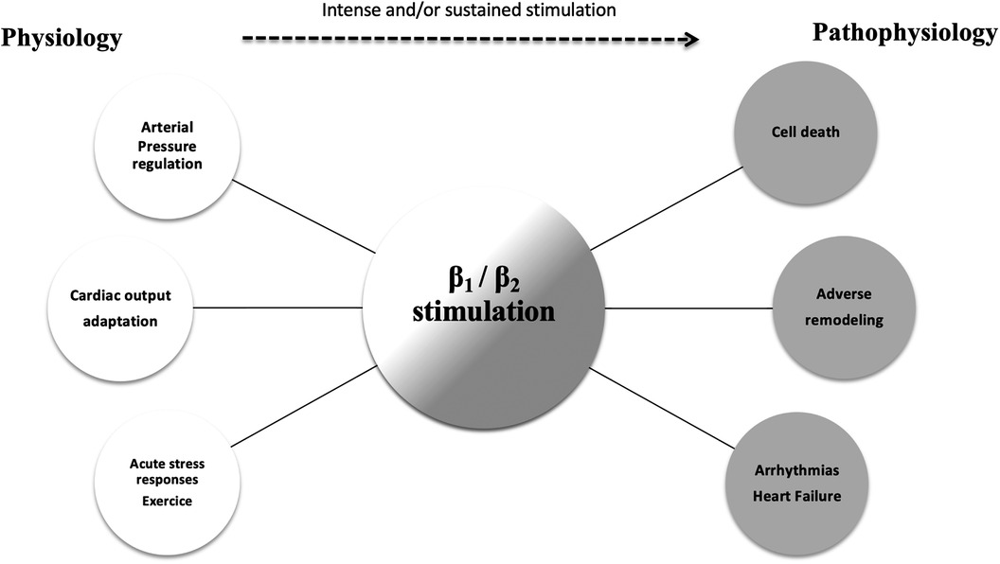 Intense and/or sustained stimulation
Physiology
Pathophysiology
Arterial
Pressure
regulation
Cardiac output
adaptation
Acute stress
responses
Exercice
β₁ / β₂
stimulation
Cell death
Adverse
remodeling
Arrhythmias
Heart Failure